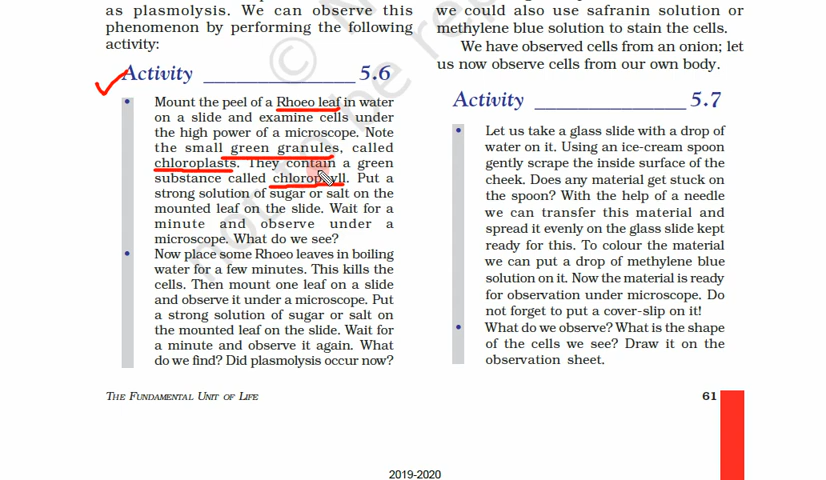 as plasmolysis. We can observe this
phenomenon by performing the following
activity:
Activity _______________ 5.6
• Mount the peel of a Rhoeo leaf in water
on a slide and examine cells under
the high power of a microscope. Note
the small green granules, called
chloroplasts. They contain a green
substance called chlorophyll. Put a
strong solution of sugar or salt on the
mounted leaf on the slide. Wait for a
minute and observe under a
microscope. What do we see?
• Now place some Rhoeo leaves in boiling
water for a few minutes. This kills the
cells. Then mount one leaf on a slide
and observe it under a microscope. Put
a strong solution of sugar or salt on
the mounted leaf on the slide. Wait for
a minute and observe it again. What
do we find? Did plasmolysis occur now?
we could also use safranin solution or
methylene blue solution to stain the cells.
We have observed cells from an onion; let
us now observe cells from our own body.
Activity _______________ 5.7
• Let us take a glass slide with a drop of
water on it. Using an ice-cream spoon
gently scrape the inside surface of the
cheek. Does any material get stuck on
the spoon? With the help of a needle
we can transfer this material and
spread it evenly on the glass slide kept
ready for this. To colour the material
we can put a drop of methylene blue
solution on it. Now the material is ready
for observation under microscope. Do
not forget to put a cover-slip on it!
• What do we observe? What is the shape
of the cells we see? Draw it on the
observation sheet.
THE FUNDAMENTAL UNIT OF LIFE
61
2019-2020